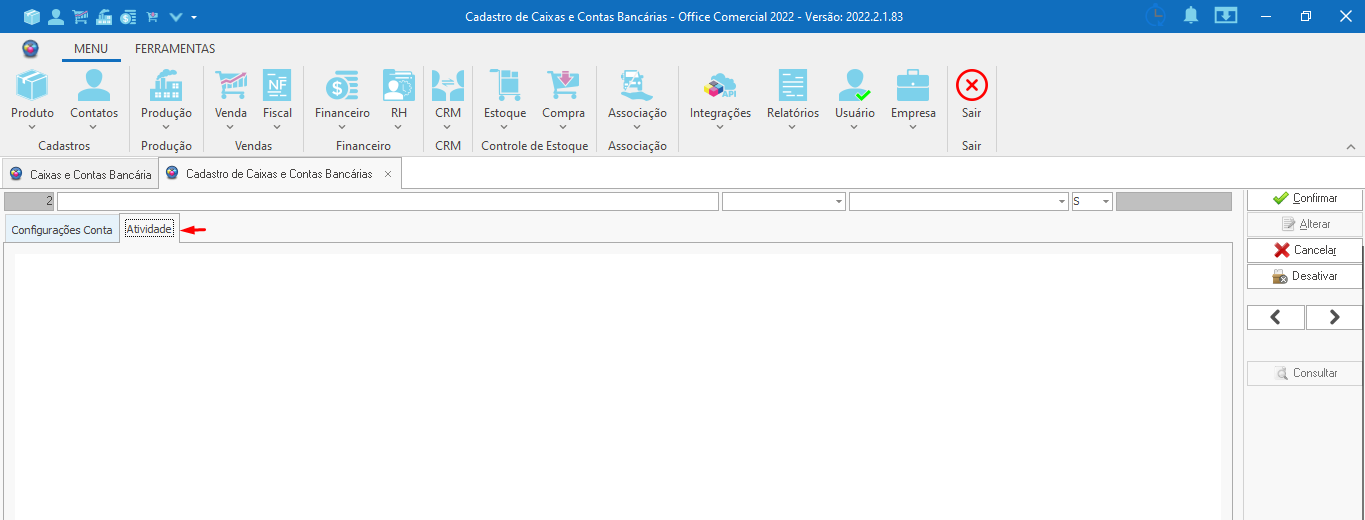 Cadastro de Caixas e Contas Bancárias - Office Comercial 2022 - Versão: 2022.2.1.83
MENU FERRAMENTAS
Produto Contatos Produção Venda Fiscal Financeiro RH CRM Estoque Compra Associação Integrações Relatórios Usuário Empresa Sair
Cadastros Produção Vendas Financeiro CRM Controle de Estoque Associação Sair
Caixas e Contas Bancária Cadastro de Caixas e Contas Bancárias
2 S Confirmar
Configurações Conta Atividade Alterar
Cancelar
Desativar
Consultar